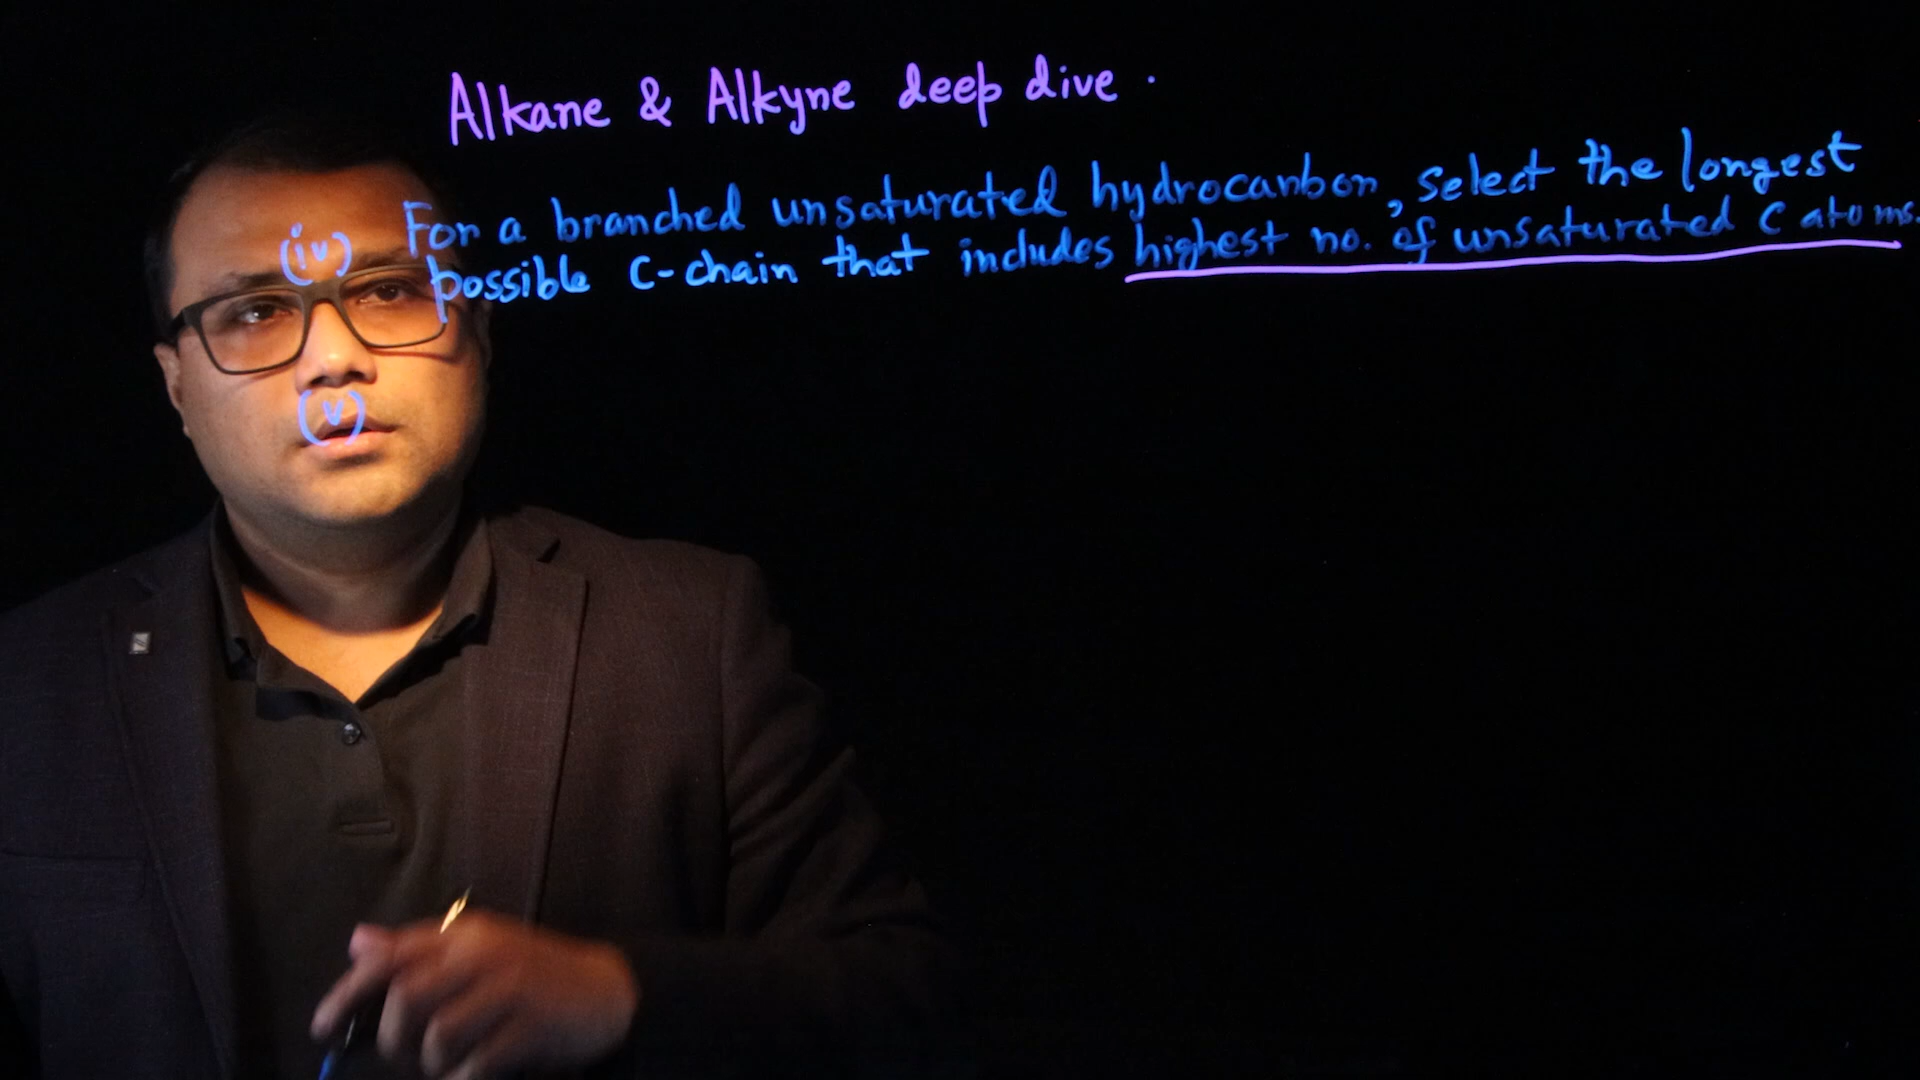 Alkane & Alkyne deep dive.
(iv) For a branched unsaturated hydrocarbon, select the longest
possible C-chain that includes highest no. of unsaturated C atoms.
(v)